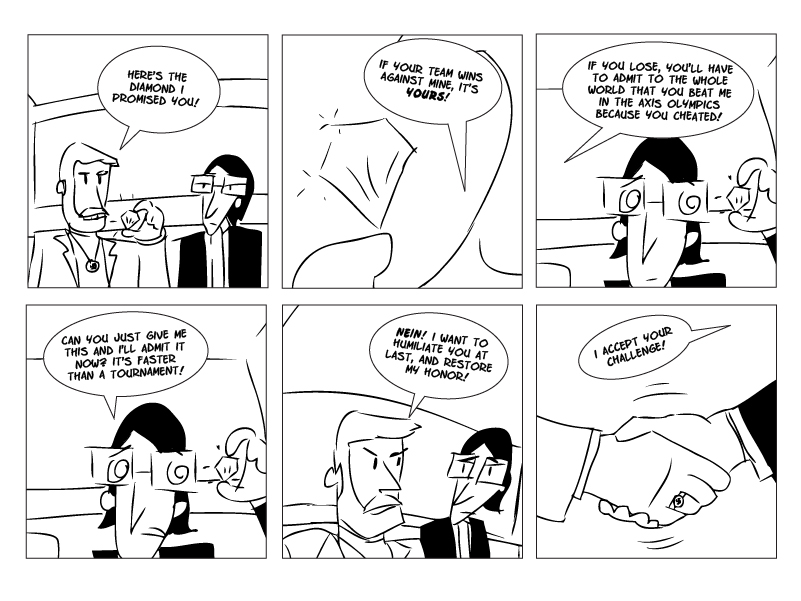 HERE'S THE
DIAMOND I
PROMISED YOU!
IF YOUR TEAM WINS
AGAINST MINE, IT'S
YOURS!
IF YOU LOSE, YOU'LL HAVE
TO ADMIT TO THE WHOLE
WORLD THAT YOU BEAT ME
IN THE AXIS OLYMPICS
BECAUSE YOU CHEATED!
CAN YOU JUST GIVE ME
THIS AND I'LL ADMIT IT
NOW? IT'S FASTER
THAN A TOURNAMENT!
NEIN! I WANT TO
HUMILIATE YOU AT
LAST, AND RESTORE
MY HONOR!
I ACCEPT YOUR
CHALLENGE!